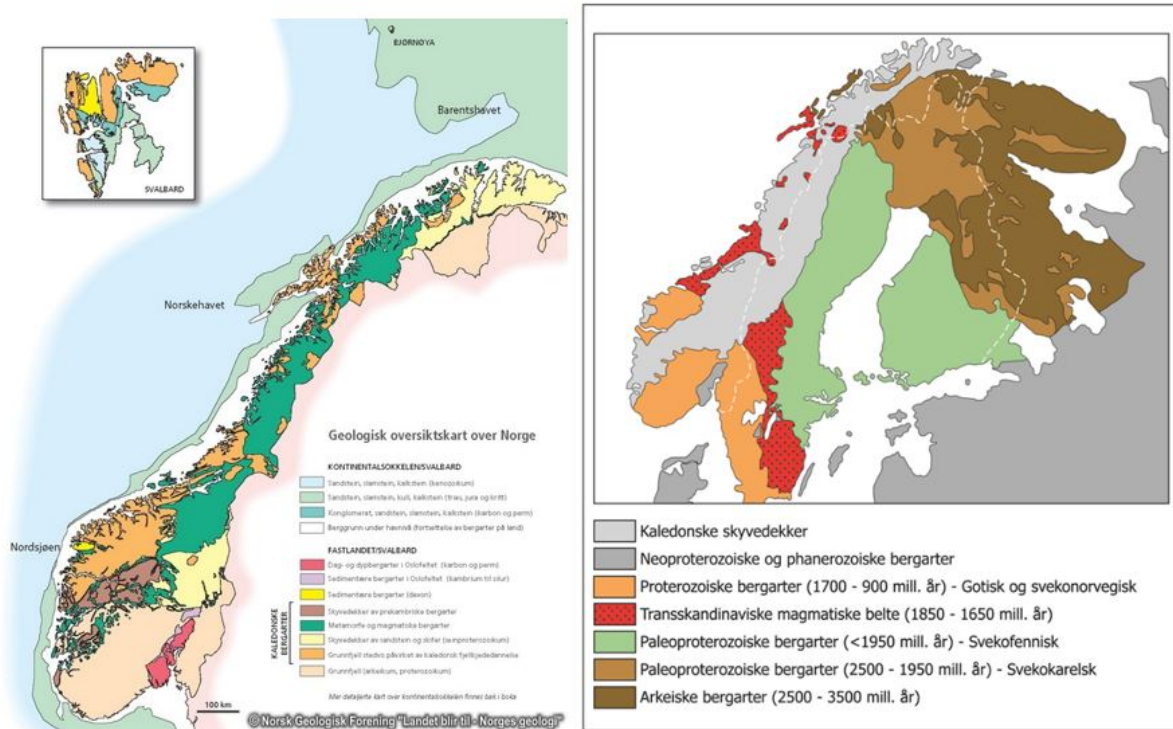 BJØRNØYA
Barentshavet
SVALBARD
Norskehavet
Nordsjøen
Geologisk oversiktskart over Norge
KONTINENTALSOKKELEN/SVALBARD
Sandstein, slamstein, kalkstein (kenozoikum)
Sandstein, slamstein, kull, kalkstein (trias, jura og kritt)
Konglomerat, sandstein, slamstein, kalkstein (karbon og perm)
Berggrunn under havnivå (fortsettelse av bergarter på land)
FASTLANDET/SVALBARD
Dag- og dypbergarter i Oslofeltet (karbon og perm)
Sedimentære bergarter i Oslofeltet (kambrium til silur)
Sedimentære bergarter (devon)
KALEDONSKE BERGARTER
Skyvedekker av prekambriske bergarter
Metamorfe og magmatiske bergarter
Skyvedekker av sandstein og skifer (seinproterozoikum)
Grunnfjell stedvis påvirket av kaledonsk fjellkjededannelse
Grunnfjell (arkeikum, proterozoikum)
Mer detaljerte kart over kontinentalsokkelen finnes bak i boka
100 km
© Norsk Geologisk Forening "Landet blir til - Norges geologi"
Kaledonske skyvedekker
Neoproterozoiske og phanerozoiske bergarter
Proterozoiske bergarter (1700 - 900 mill. år) - Gotisk og svekonorvegisk
Transskandinaviske magmatiske belte (1850 - 1650 mill. år)
Paleoproterozoiske bergarter (<1950 mill. år) - Svekofennisk
Paleoproterozoiske bergarter (2500 - 1950 mill. år) - Svekokarelsk
Arkeiske bergarter (2500 - 3500 mill. år)